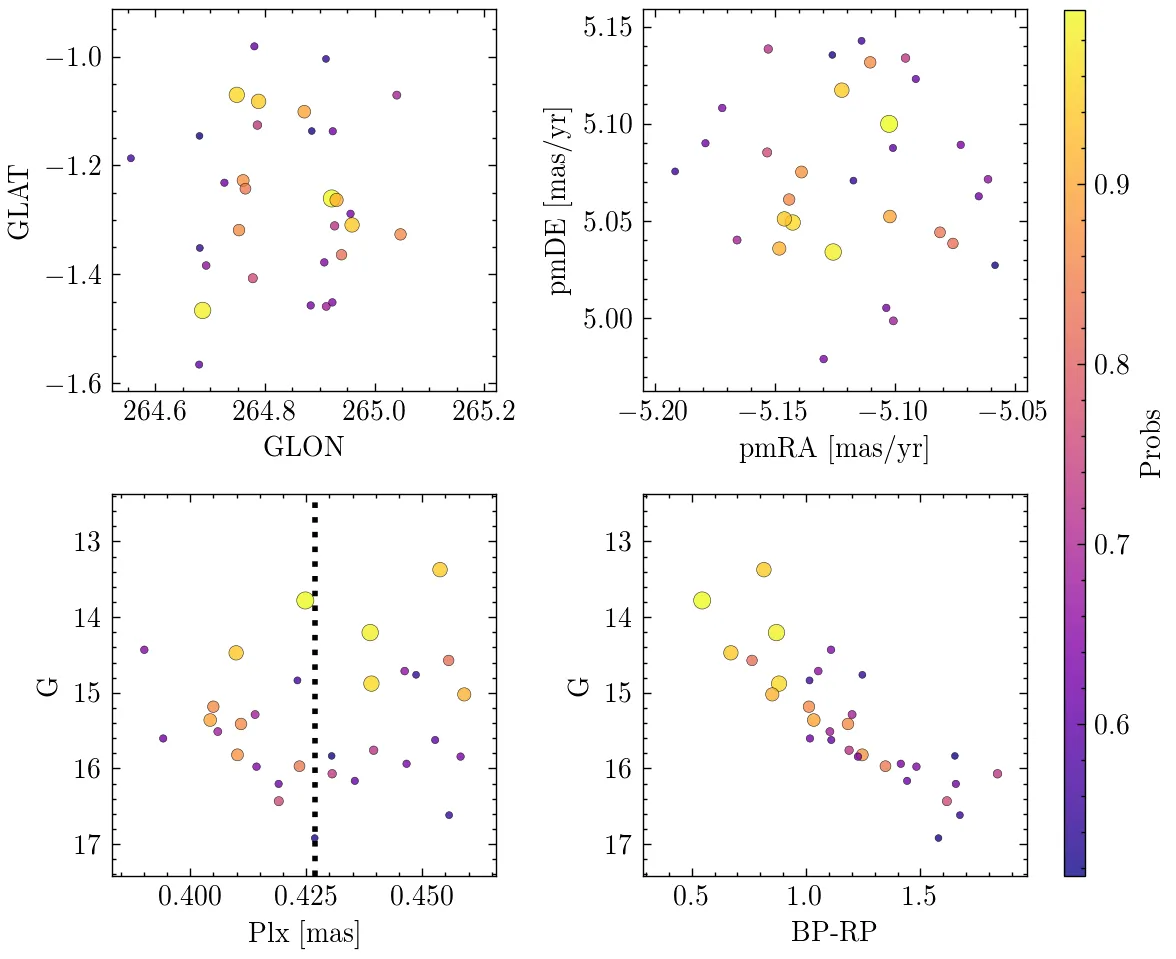 −1.0
−1.2
−1.4
−1.6
GLAT
264.6 264.8 265.0 265.2
GLON
5.15
5.10
5.05
5.00
pmDE [mas/yr]
−5.20 −5.15 −5.10 −5.05
pmRA [mas/yr]
13
14
15
16
17
G
0.400 0.425 0.450
Plx [mas]
13
14
15
16
17
G
0.5 1.0 1.5
BP-RP
0.9
0.8
0.7
0.6
Probs